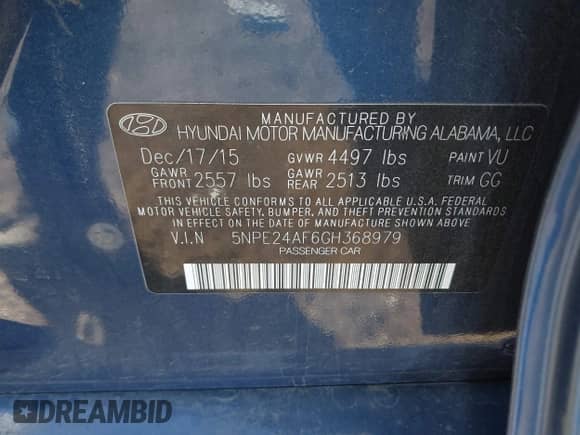 MANUFACTURED BY
HYUNDAI MOTOR MANUFACTURING ALABAMA, LLC
Dec/17/15 GVWR 4497 lbs PAINT VU
GAWR FRONT 2557 lbs GAWR REAR 2513 lbs TRIM GG
THIS VEHICLE CONFORMS TO ALL APPLICABLE U.S.A. FEDERAL
MOTOR VEHICLE SAFETY, BUMPER, AND THEFT PREVENTION STANDARDS
IN EFFECT ON THE DATE OF MANUFACTURE SHOWN ABOVE
V.I.N 5NPE24AF6GH368979
PASSENGER CAR
DREAMBID